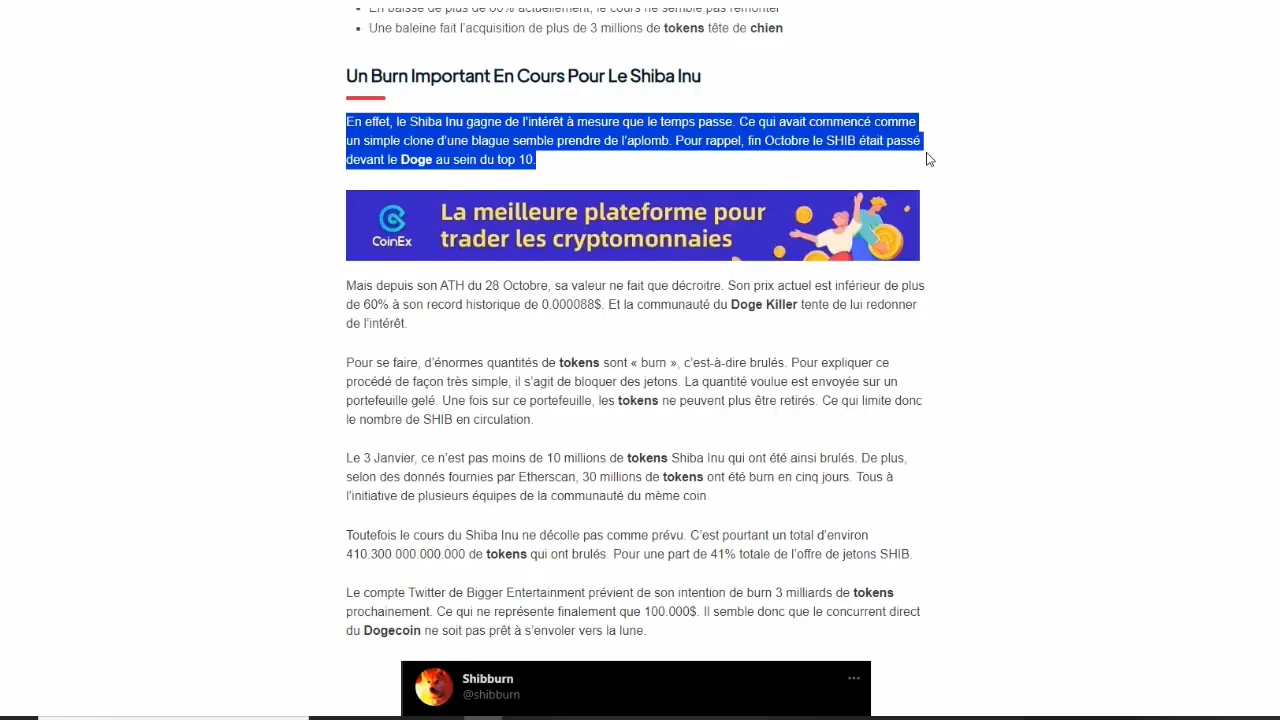 En baisse de plus de 60% actuellement, le cours ne semble pas remonter
Une baleine fait l’acquisition de plus de 3 millions de tokens tête de chien
Un Burn Important En Cours Pour Le Shiba Inu
En effet, le Shiba Inu gagne de l’intérêt à mesure que le temps passe. Ce qui avait commencé comme
un simple clone d’une blague semble prendre de l’aplomb. Pour rappel, fin Octobre le SHIB était passé
devant le Doge au sein du top 10.
CoinEx
La meilleure plateforme pour
trader les cryptomonnaies
Mais depuis son ATH du 28 Octobre, sa valeur ne fait que décroitre. Son prix actuel est inférieur de plus
de 60% à son record historique de 0.000088$. Et la communauté du Doge Killer tente de lui redonner
de l’intérêt.
Pour se faire, d’énormes quantités de tokens sont « burn », c’est-à-dire brulés. Pour expliquer ce
procédé de façon très simple, il s’agit de bloquer des jetons. La quantité voulue est envoyée sur un
portefeuille gelé. Une fois sur ce portefeuille, les tokens ne peuvent plus être retirés. Ce qui limite donc
le nombre de SHIB en circulation.
Le 3 Janvier, ce n’est pas moins de 10 millions de tokens Shiba Inu qui ont été ainsi brulés. De plus,
selon des donnés fournies par Etherscan, 30 millions de tokens ont été burn en cinq jours. Tous à
l’initiative de plusieurs équipes de la communauté du mème coin.
Toutefois le cours du Shiba Inu ne décolle pas comme prévu. C’est pourtant un total d’environ
410.300.000.000.000 de tokens qui ont brulés. Pour une part de 41% totale de l’offre de jetons SHIB.
Le compte Twitter de Bigger Entertainment prévient de son intention de burn 3 milliards de tokens
prochainement. Ce qui ne représente finalement que 100.000$. Il semble donc que le concurrent direct
du Dogecoin ne soit pas prêt à s’envoler vers la lune.
Shibburn
@shibburn